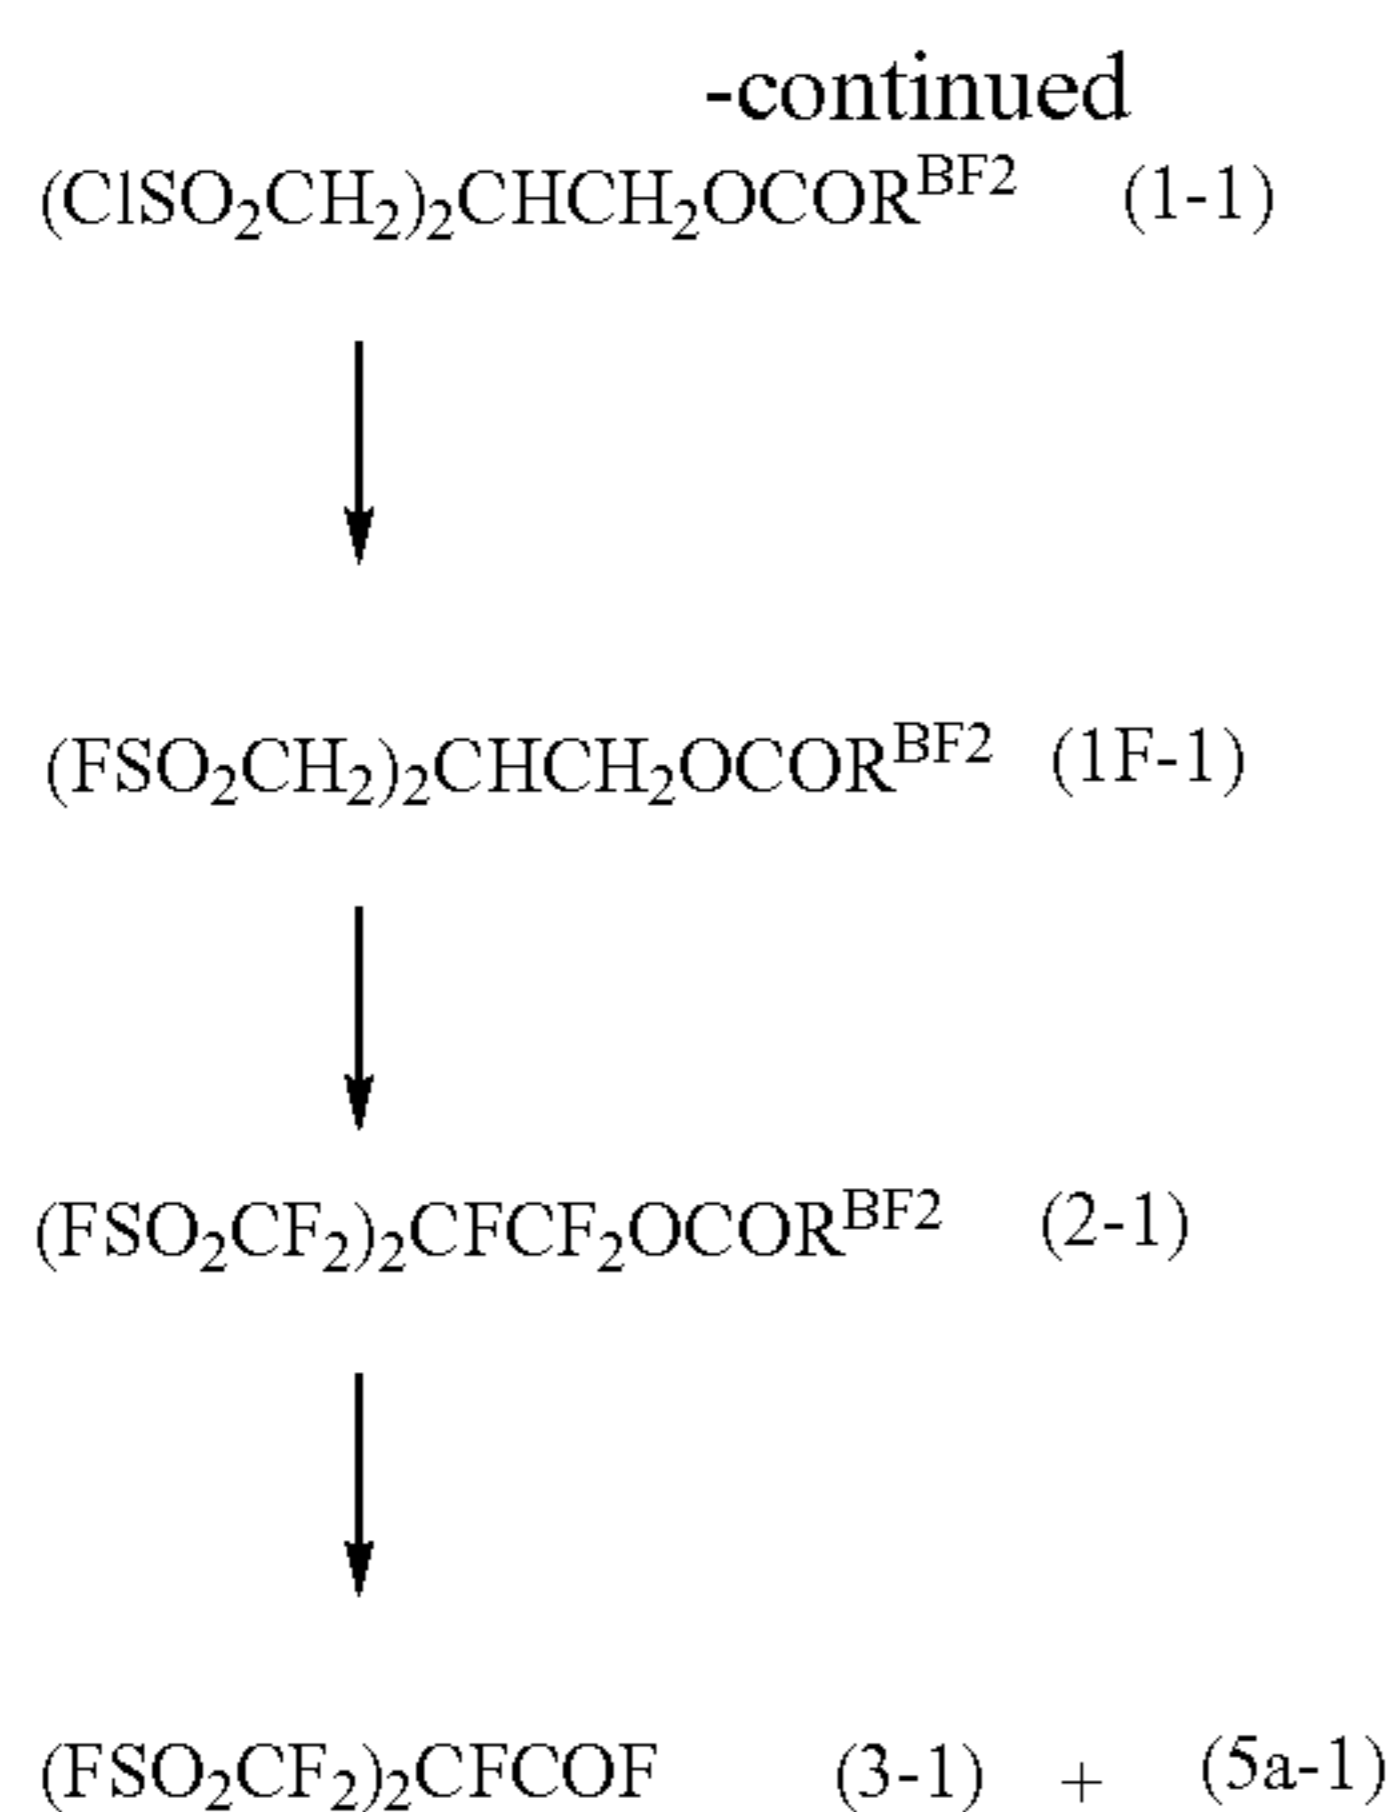 -continued
(ClSO₂CH₂)₂CHCH₂OCORᴮF2 (1-1)
(FSO₂CH₂)₂CHCH₂OCORᴮF2 (1F-1)
(FSO₂CF₂)₂CFCF₂OCORᴮF2 (2-1)
(FSO₂CF₂)₂CFCOF (3-1) + (5a-1)